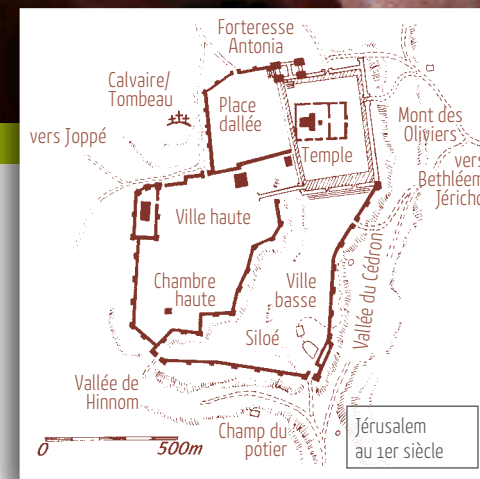 Forteresse
Antonia
Calvaire/
Tombeau
Place
dallée
vers Joppé
Mont des
Oliviers
Temple
vers
Bethléem
Jéricho
Ville haute
Chambre
haute
Ville
basse
Vallée du Cédron
Siloé
Vallée de
Hinnom
Champ du
potier
Jérusalem
au 1er siècle
0 500m